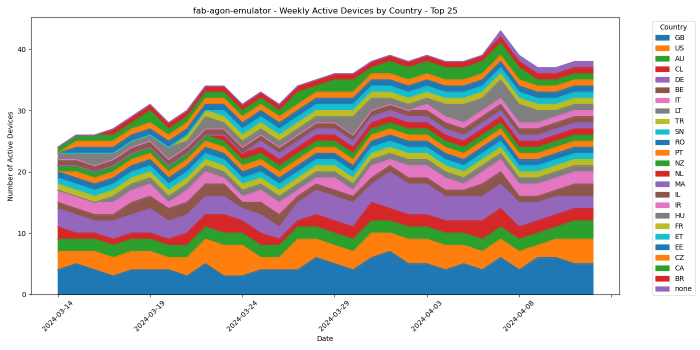 fab-agon-emulator - Weekly Active Devices by Country - Top 25
Number of Active Devices
40
30
20
10
0
2024-03-14
2024-03-19
2024-03-24
2024-03-29
2024-04-03
2024-04-08
Date
Country
GB
US
AU
CL
DE
BE
IT
LT
TR
SN
RO
PT
NZ
NL
MA
IL
IR
HU
FR
ET
EE
CZ
CA
BR
none